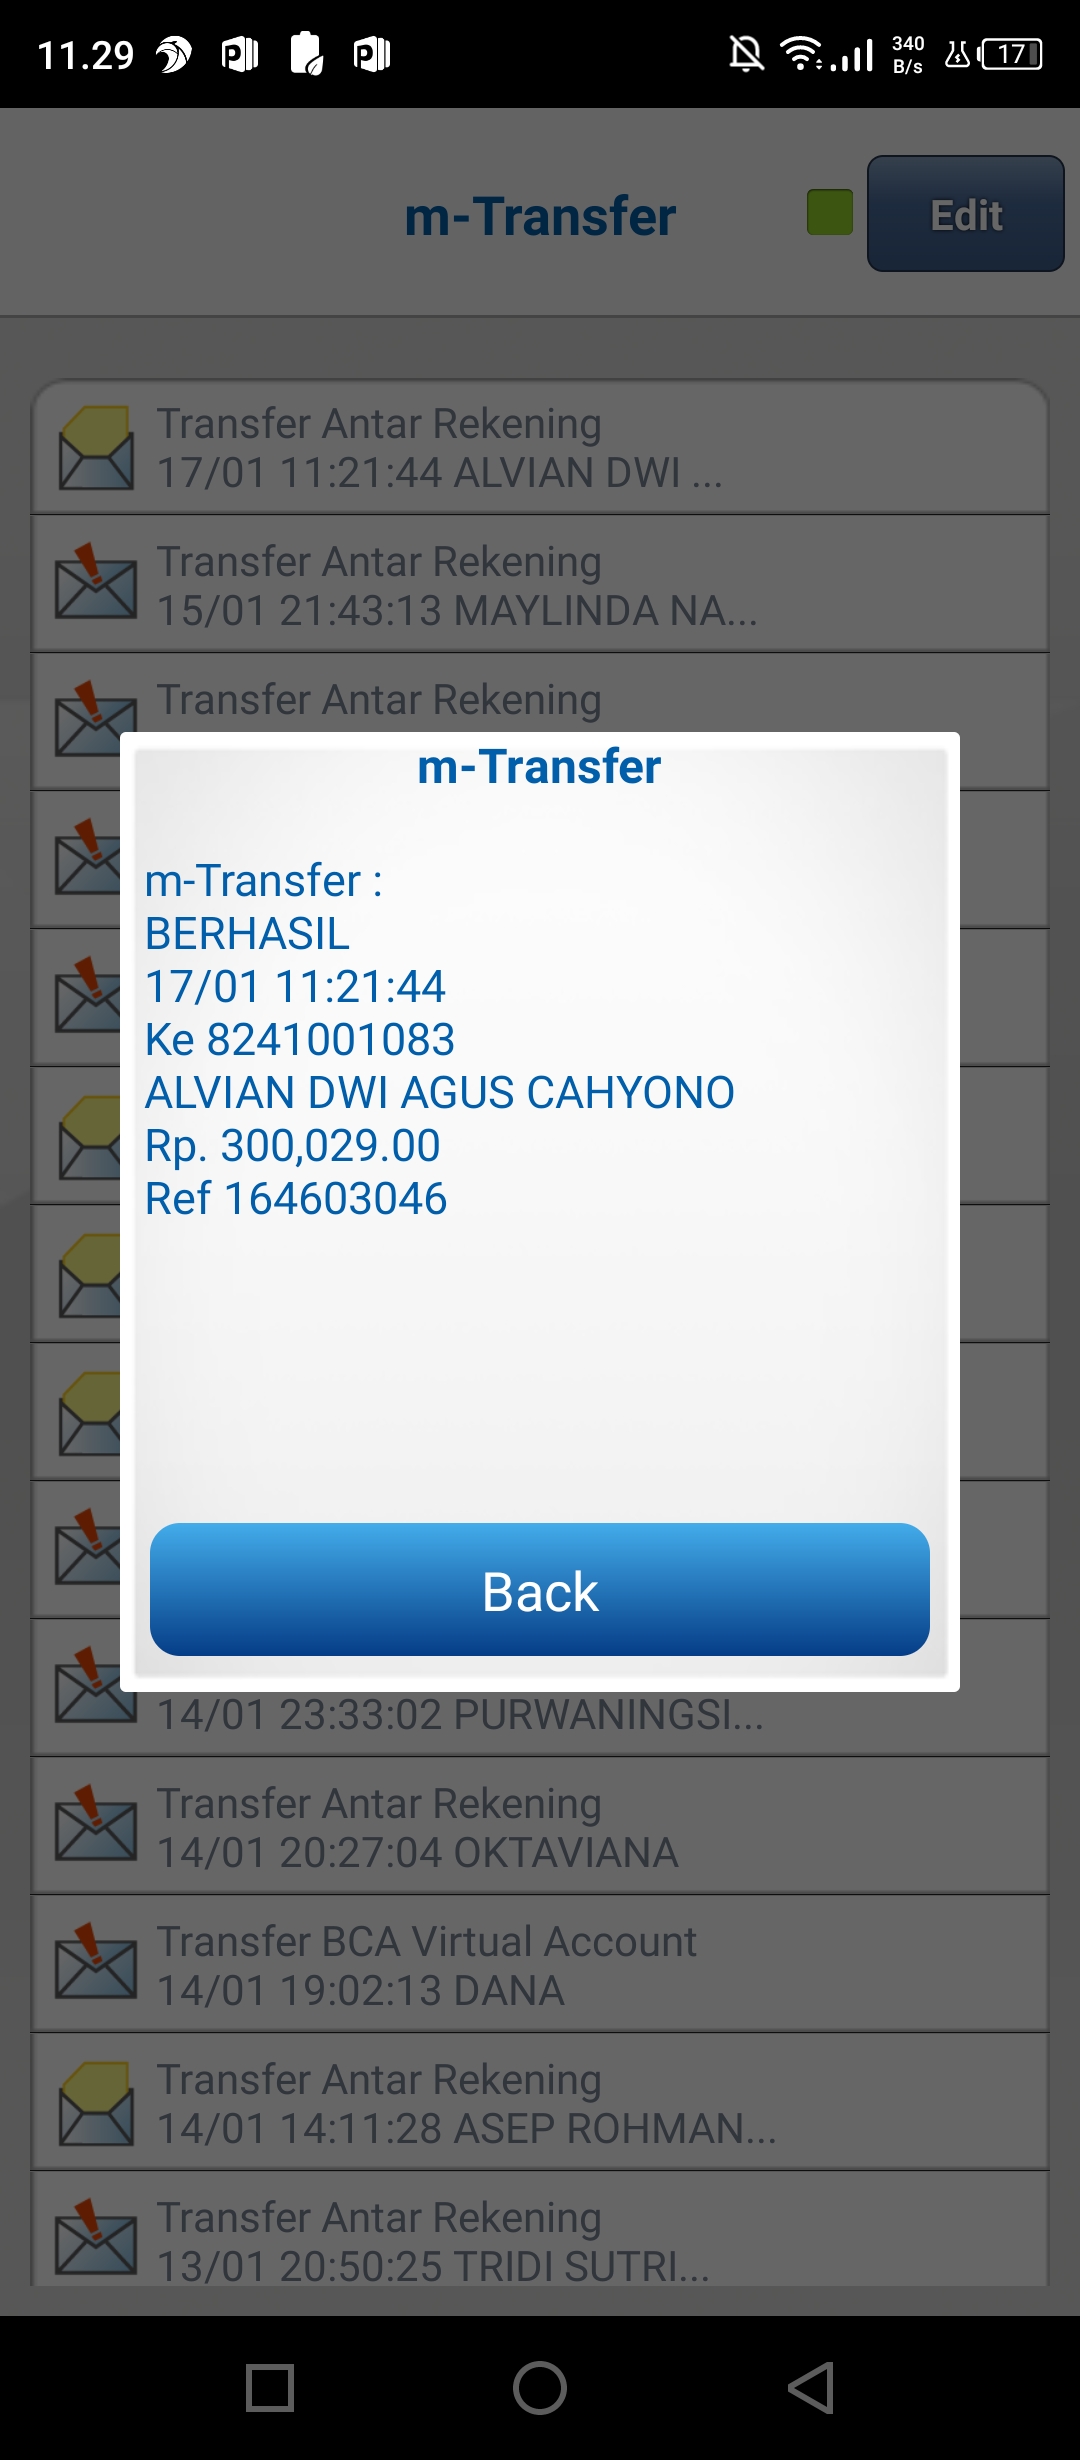 11.29
340
B/s
17
m-Transfer
Edit
Transfer Antar Rekening
17/01 11:21:44 ALVIAN DWI ...
Transfer Antar Rekening
15/01 21:43:13 MAYLINDA NA...
Transfer Antar Rekening
m-Transfer
m-Transfer :
BERHASIL
17/01 11:21:44
Ke 8241001083
ALVIAN DWI AGUS CAHYONO
Rp. 300,029.00
Ref 164603046
Back
14/01 23:33:02 PURWANINGSI...
Transfer Antar Rekening
14/01 20:27:04 OKTAVIANA
Transfer BCA Virtual Account
14/01 19:02:13 DANA
Transfer Antar Rekening
14/01 14:11:28 ASEP ROHMAN...
Transfer Antar Rekening
13/01 20:50:25 TRIDI SUTRI...